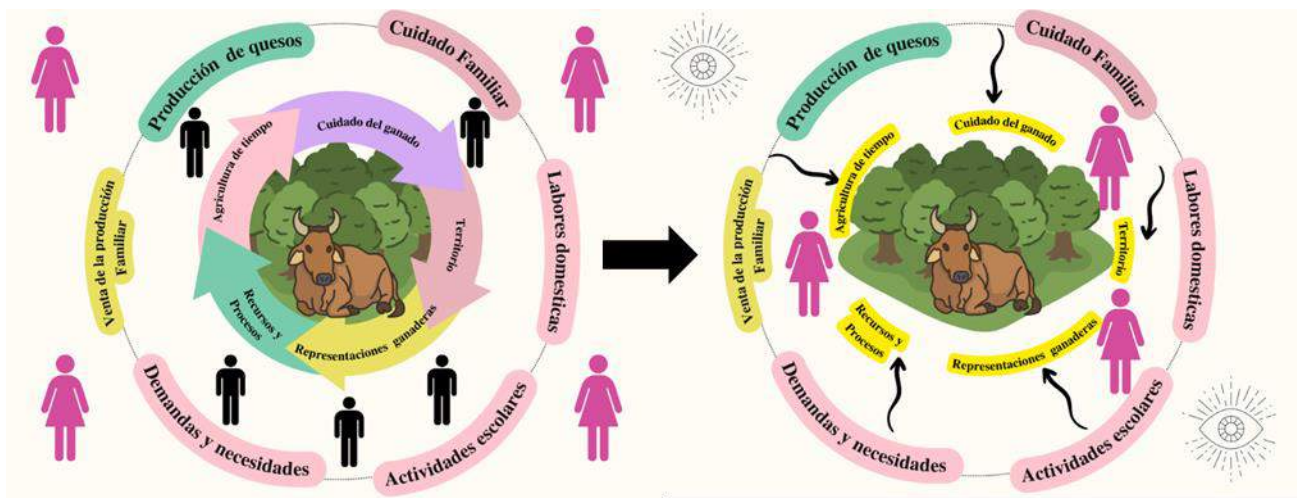 Producción de quesos
Cuidado Familiar
Agricultura de tiempo
Cuidado del ganado
Territorio
Labores domesticas
Venta de la producción
Familiar
Recursos y
Procesos
Representaciones ganaderas
Demandas y necesidades
Actividades escolares
Producción de quesos
Cuidado Familiar
Agricultura de tiempo
Cuidado del ganado
Territorio
Labores domesticas
Venta de la producción
Familiar
Recursos y
Procesos
Representaciones ganaderas
Demandas y necesidades
Actividades escolares